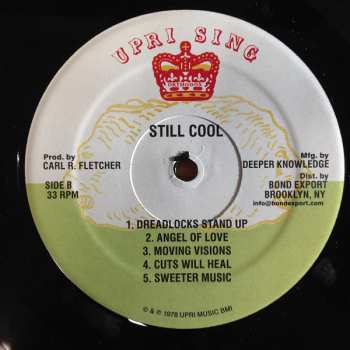 UPRI SING
STILL COOL
Prod. by
CARL R. FLETCHER
SIDE B
33 RPM
Mfg. by
DEEPER KNOWLEDGE
Dist. by
BOND EXPORT
BROOKLYN, NY
info@bondexport.com
1. DREADLOCKS STAND UP
2. ANGEL OF LOVE
3. MOVING VISIONS
4. CUTS WILL HEAL
5. SWEETER MUSIC
© & ℗ 1978 UPRI MUSIC BMI